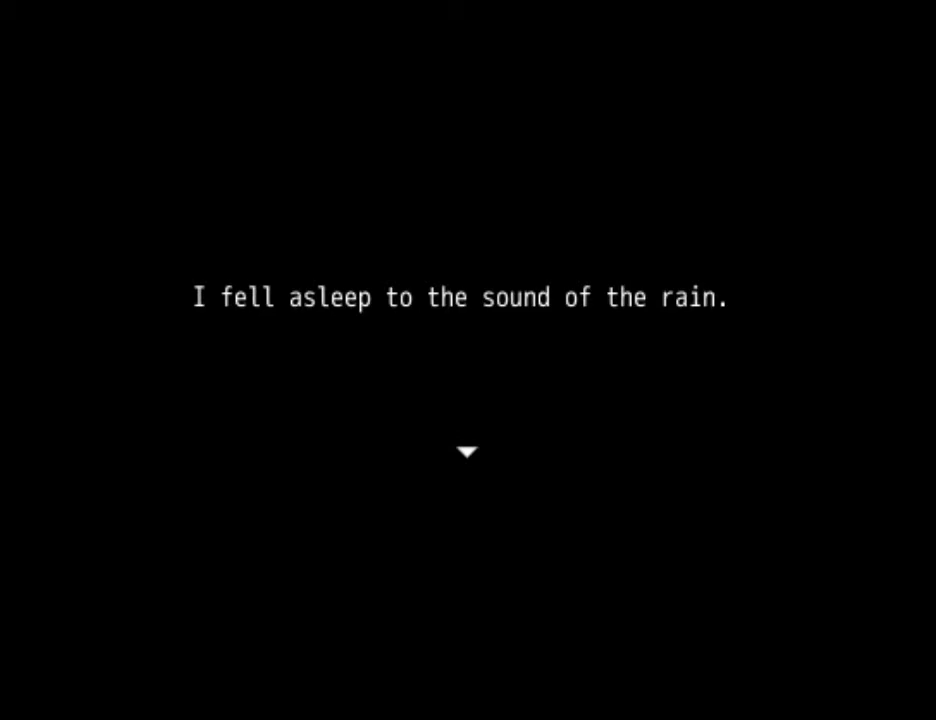 I fell asleep to the sound of the rain.